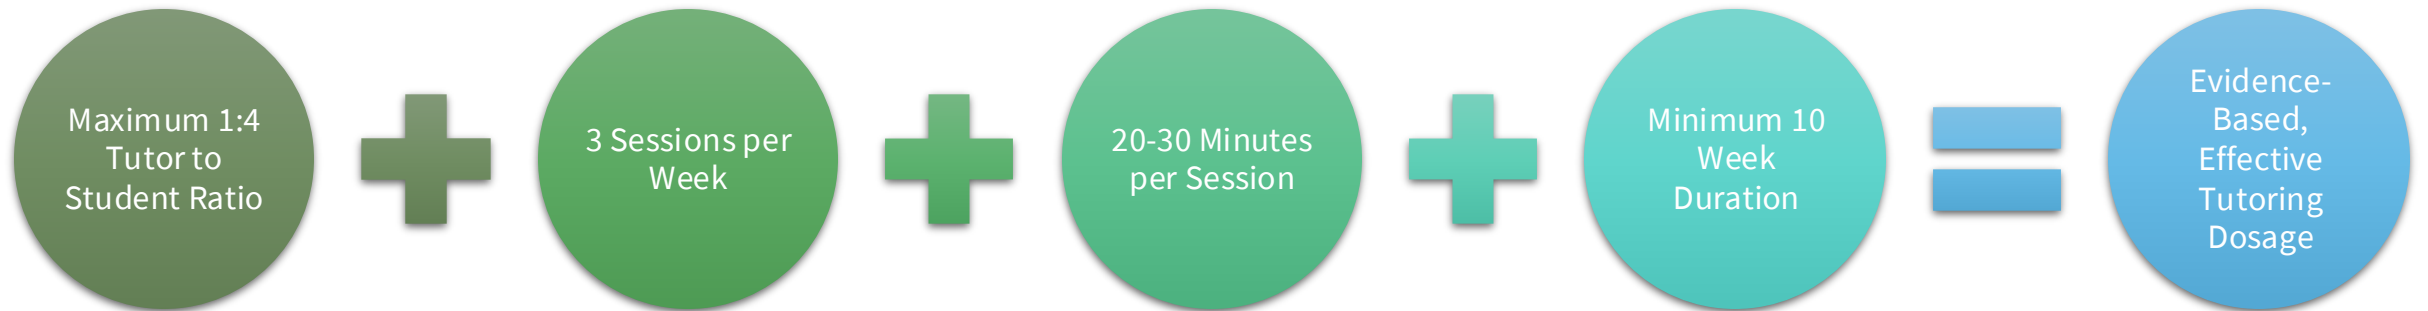 Maximum 1:4
Tutor to
Student Ratio
3 Sessions per
Week
20-30 Minutes
per Session
Minimum 10
Week
Duration
Evidence-
Based,
Effective
Tutoring
Dosage